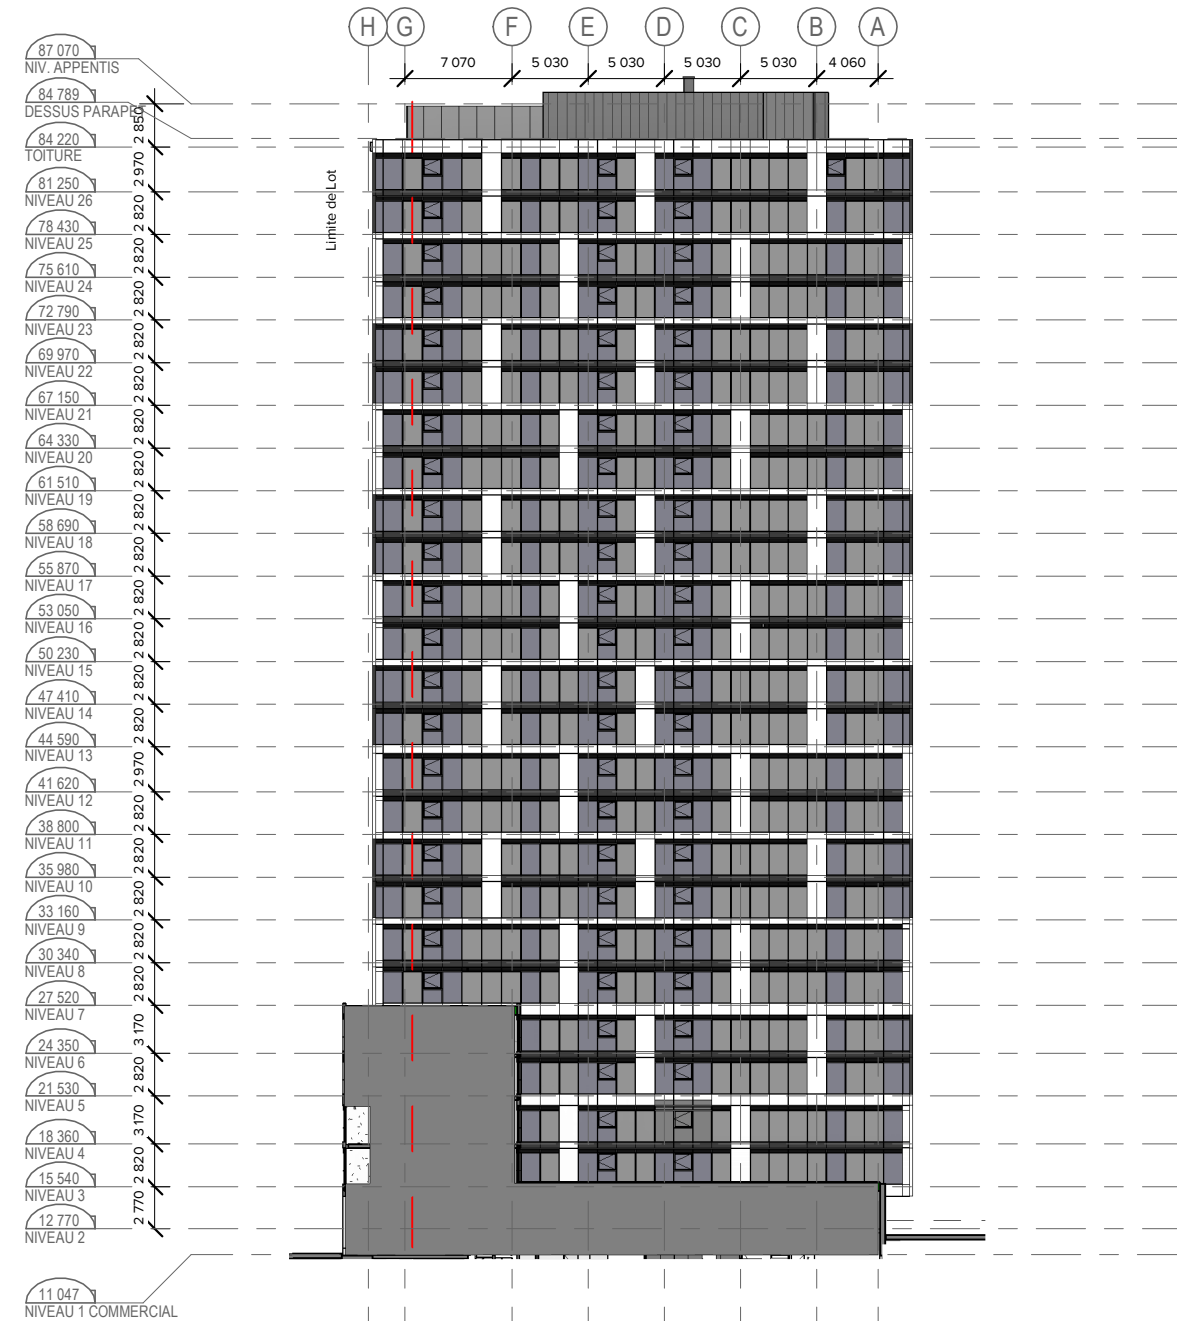 H G F E D C B A
7 070 5 030 5 030 5 030 5 030 4 060
87 070
NIV. APPENTIS
84 789
DESSUS PARAPET
2 850
84 220
TOITURE
2 970
Limite de Lot
81 250
NIVEAU 26
2 820
78 430
NIVEAU 25
2 820
75 610
NIVEAU 24
2 820
72 790
NIVEAU 23
2 820
69 970
NIVEAU 22
2 820
67 150
NIVEAU 21
2 820
64 330
NIVEAU 20
2 820
61 510
NIVEAU 19
2 820
58 690
NIVEAU 18
2 820
55 870
NIVEAU 17
2 820
53 050
NIVEAU 16
2 820
50 230
NIVEAU 15
2 820
47 410
NIVEAU 14
2 820
44 590
NIVEAU 13
2 970
41 620
NIVEAU 12
2 820
38 800
NIVEAU 11
2 820
35 980
NIVEAU 10
2 820
33 160
NIVEAU 9
2 820
30 340
NIVEAU 8
2 820
27 520
NIVEAU 7
3 170
24 350
NIVEAU 6
2 820
21 530
NIVEAU 5
3 170
18 360
NIVEAU 4
2 820
15 540
NIVEAU 3
2 770
12 770
NIVEAU 2
11 047
NIVEAU 1 COMMERCIAL